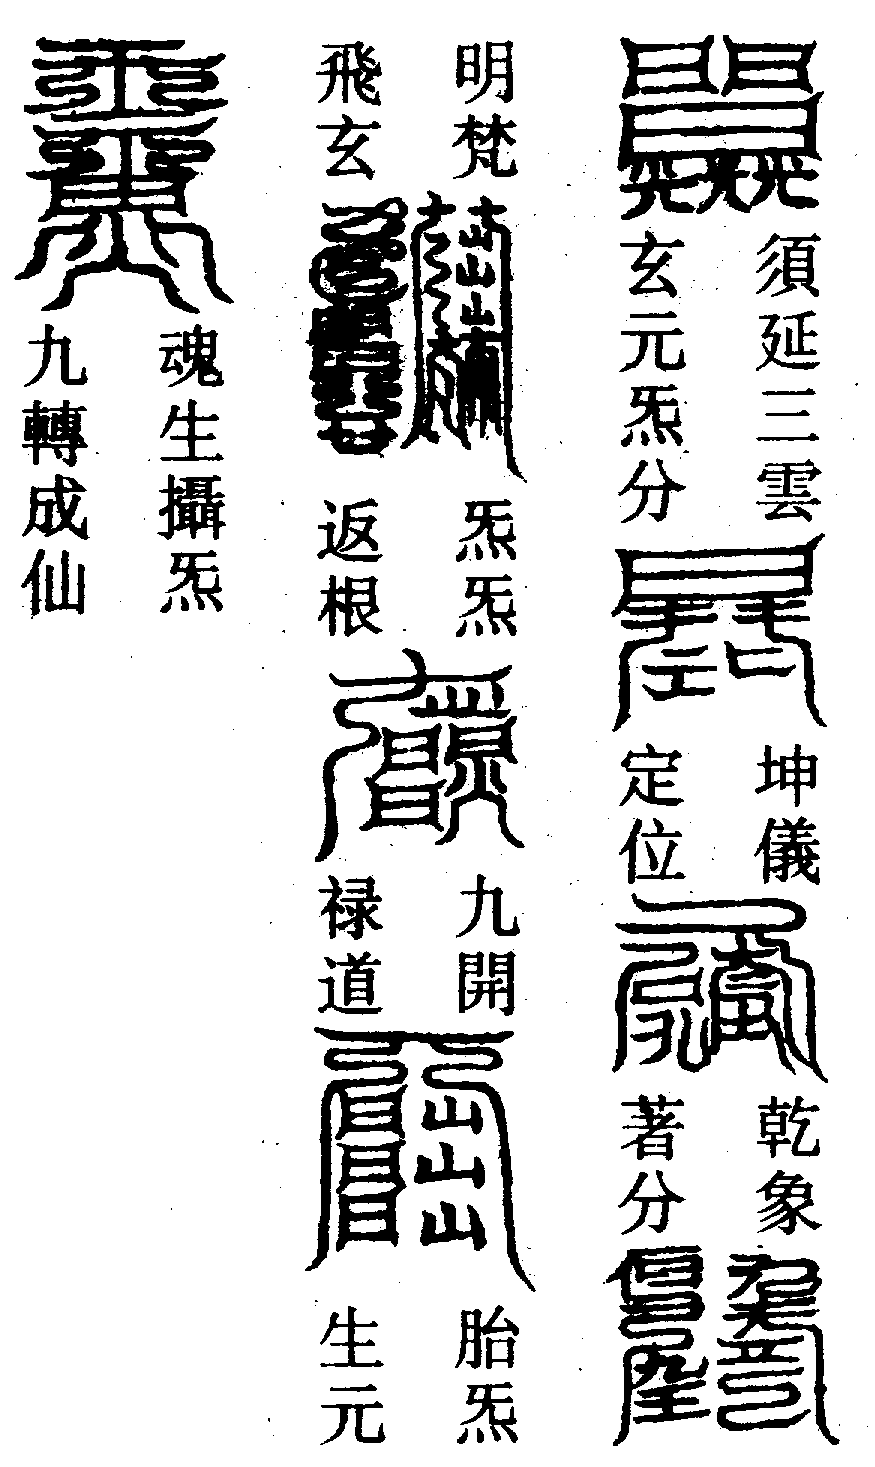 須延三雲
玄元炁分
坤儀
定位
乾象
著分
明梵
飛玄
炁炁
返根
九開
禄道
胎炁
生元
魂生攝炁
九轉成仙